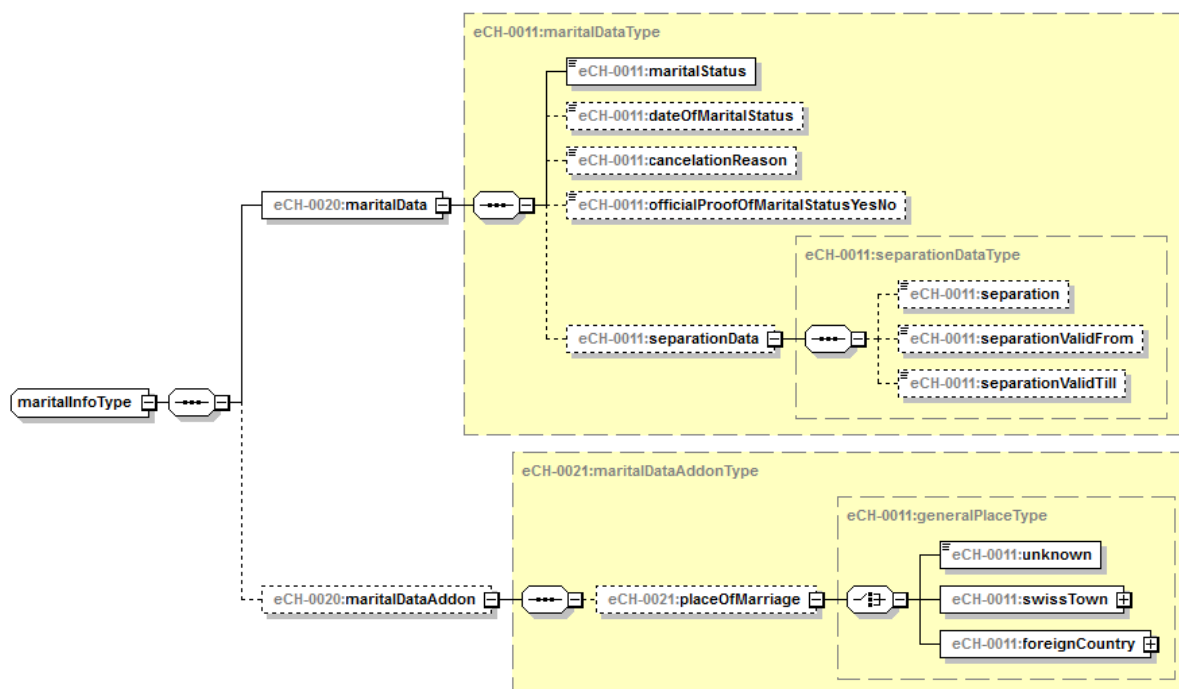 eCH-0011:maritalDataType
eCH-0011:maritalStatus
eCH-0011:dateOfMaritalStatus
eCH-0011:cancelationReason
eCH-0020:maritalData
eCH-0011:officialProofOfMaritalStatusYesNo
eCH-0011:separationDataType
eCH-0011:separation
eCH-0011:separationData
eCH-0011:separationValidFrom
eCH-0011:separationValidTill
maritalInfoType
eCH-0021:maritalDataAddonType
eCH-0011:generalPlaceType
eCH-0011:unknown
eCH-0020:maritalDataAddon
eCH-0021:placeOfMarriage
eCH-0011:swissTown
eCH-0011:foreignCountry